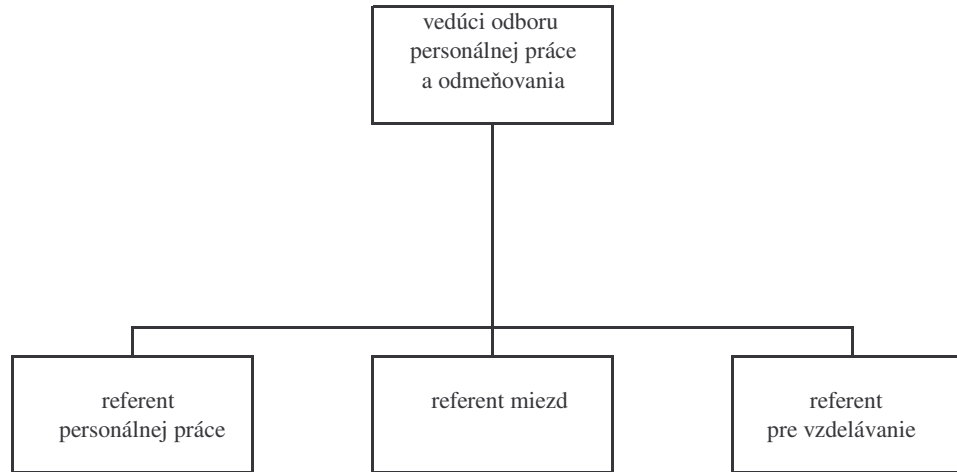 vedúci odboru
personálnej práce
a odmeňovania
referent
personálnej práce
referent miezd
referent
pre vzdelávanie